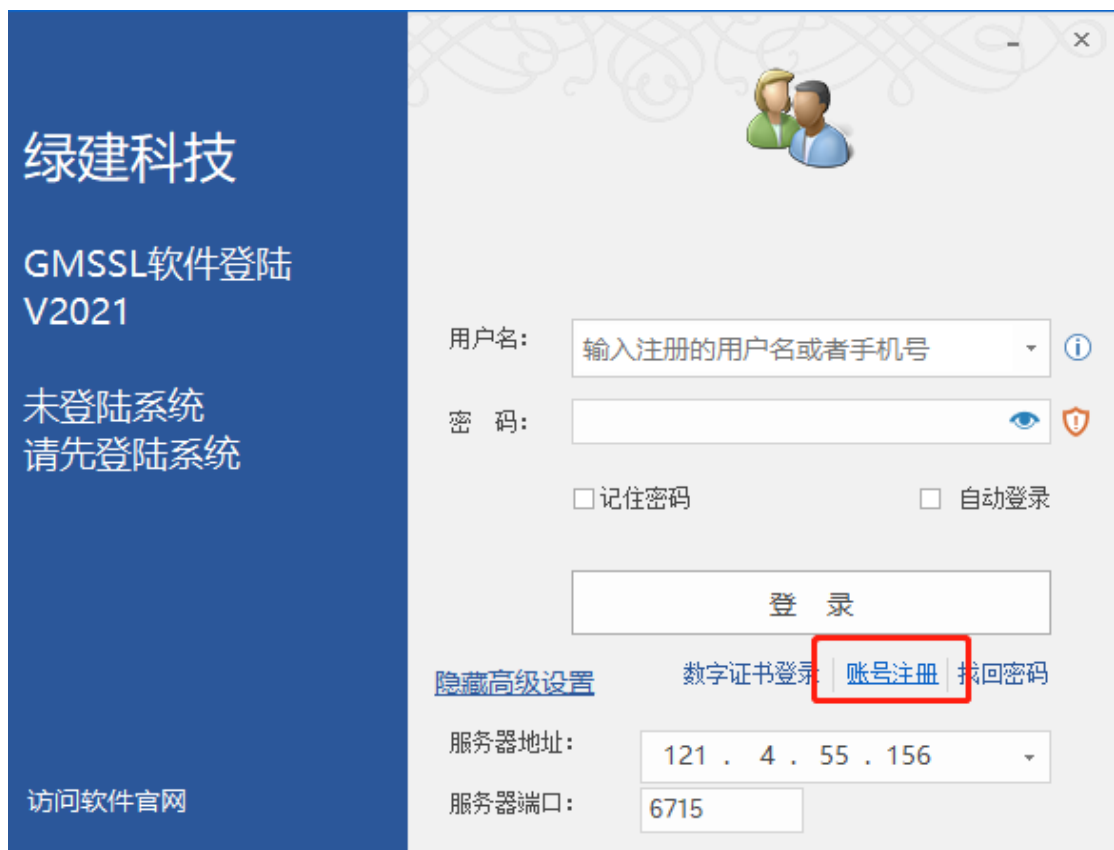 绿建科技
GMSSL软件登陆
V2021
未登陆系统
请先登陆系统
访问软件官网
用户名：
输入注册的用户名或者手机号
密 码：
记住密码
自动登录
登 录
隐藏高级设置
数字证书登录
账号注册
找回密码
服务器地址：
121 . 4 . 55 . 156
服务器端口：
6715